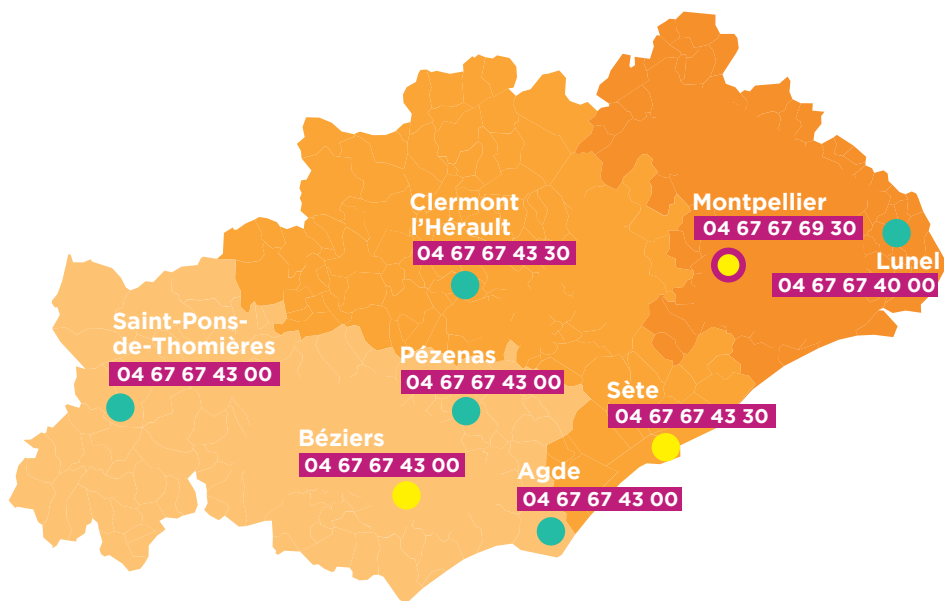 Clermont
l'Hérault
04 67 67 43 30
Montpellier
04 67 67 69 30
Lunel
04 67 67 40 00
Saint-Pons-
de-Thomières
04 67 67 43 00
Pézenas
04 67 67 43 00
Sète
04 67 67 43 30
Béziers
04 67 67 43 00
Agde
04 67 67 43 00